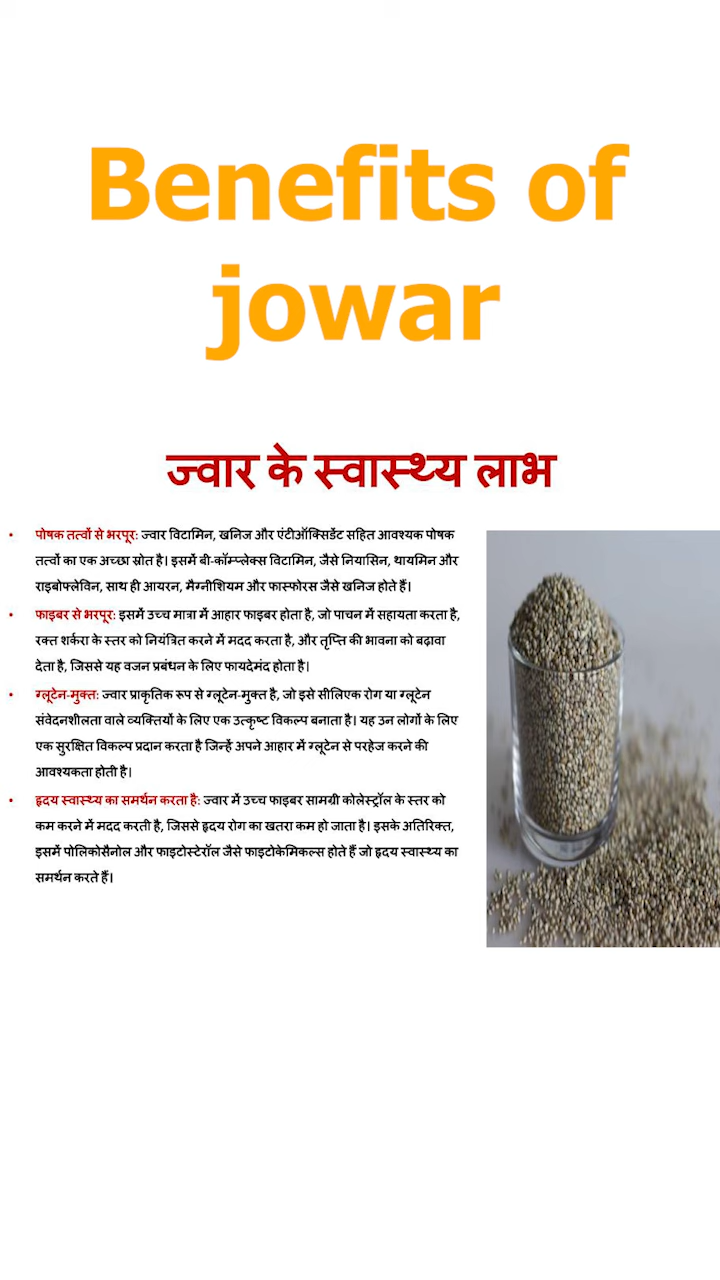 Benefits of
jowar
ज्वार के स्वास्थ्य लाभ
• पोषक तत्वों से भरपूर: ज्वार विटामिन, खनिज और एंटीऑक्सिडेंट सहित आवश्यक पोषक
तत्वों का एक अच्छा स्रोत है। इसमें बी-कॉम्प्लेक्स विटामिन, जैसे नियासिन, थायमिन और
राइबोफ्लेविन, साथ ही आयरन, मैग्नीशियम और फास्फोरस जैसे खनिज होते हैं।
• फाइबर से भरपूर: इसमें उच्च मात्रा में आहार फाइबर होता है, जो पाचन में सहायता करता है,
रक्त शर्करा के स्तर को नियंत्रित करने में मदद करता है, और तृप्ति की भावना को बढ़ावा
देता है, जिससे यह वजन प्रबंधन के लिए फायदेमंद होता है।
• ग्लूटेन-मुक्त: ज्वार प्राकृतिक रूप से ग्लूटेन-मुक्त है, जो इसे सीलिएक रोग या ग्लूटेन
संवेदनशीलता वाले व्यक्तियों के लिए एक उत्कृष्ट विकल्प बनाता है। यह उन लोगों के लिए
एक सुरक्षित विकल्प प्रदान करता है जिन्हें अपने आहार में ग्लूटेन से परहेज करने की
आवश्यकता होती है।
• हृदय स्वास्थ्य का समर्थन करता है: ज्वार में उच्च फाइबर सामग्री कोलेस्ट्रॉल के स्तर को
कम करने में मदद करती है, जिससे हृदय रोग का खतरा कम हो जाता है। इसके अतिरिक्त,
इसमें पोलिकोसैनोल और फाइटोस्टेरॉल जैसे फाइटोकेमिकल्स होते हैं जो हृदय स्वास्थ्य का
समर्थन करते हैं।